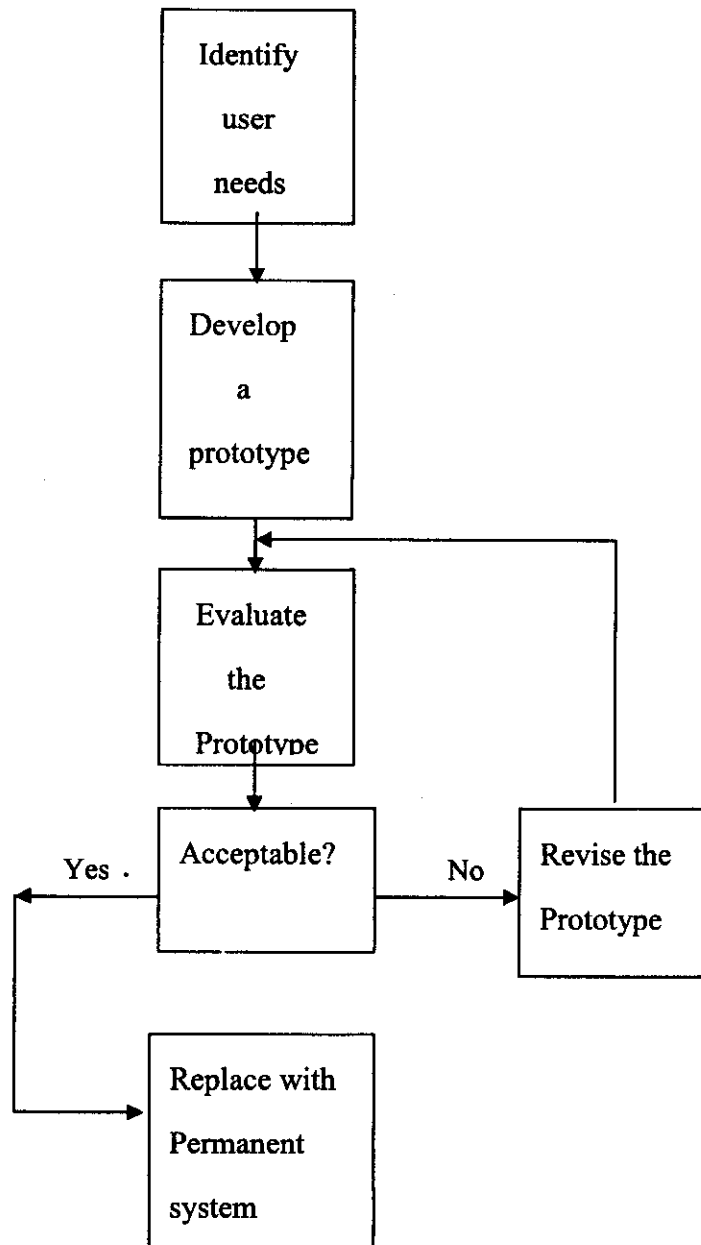 Identify
user
needs
Develop
a
prototype
Evaluate
the
Prototype
Acceptable?
Yes
No
Revise the
Prototype
Replace with
Permanent
system